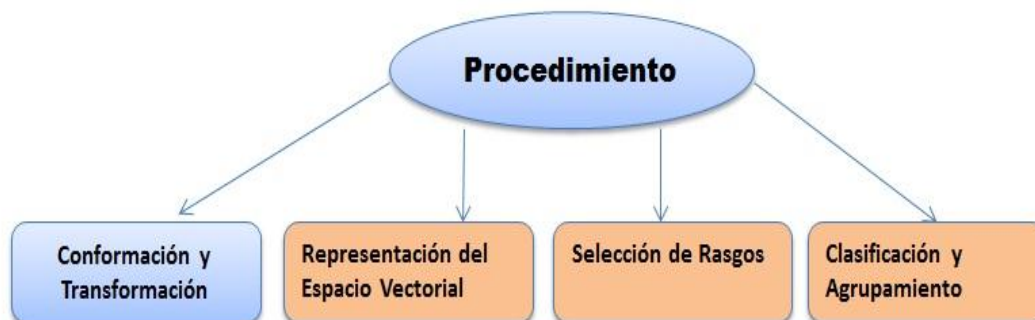 Procedimiento
Conformación y
Transformación
Representación del
Espacio Vectorial
Selección de Rasgos
Clasificación y
Agrupamiento